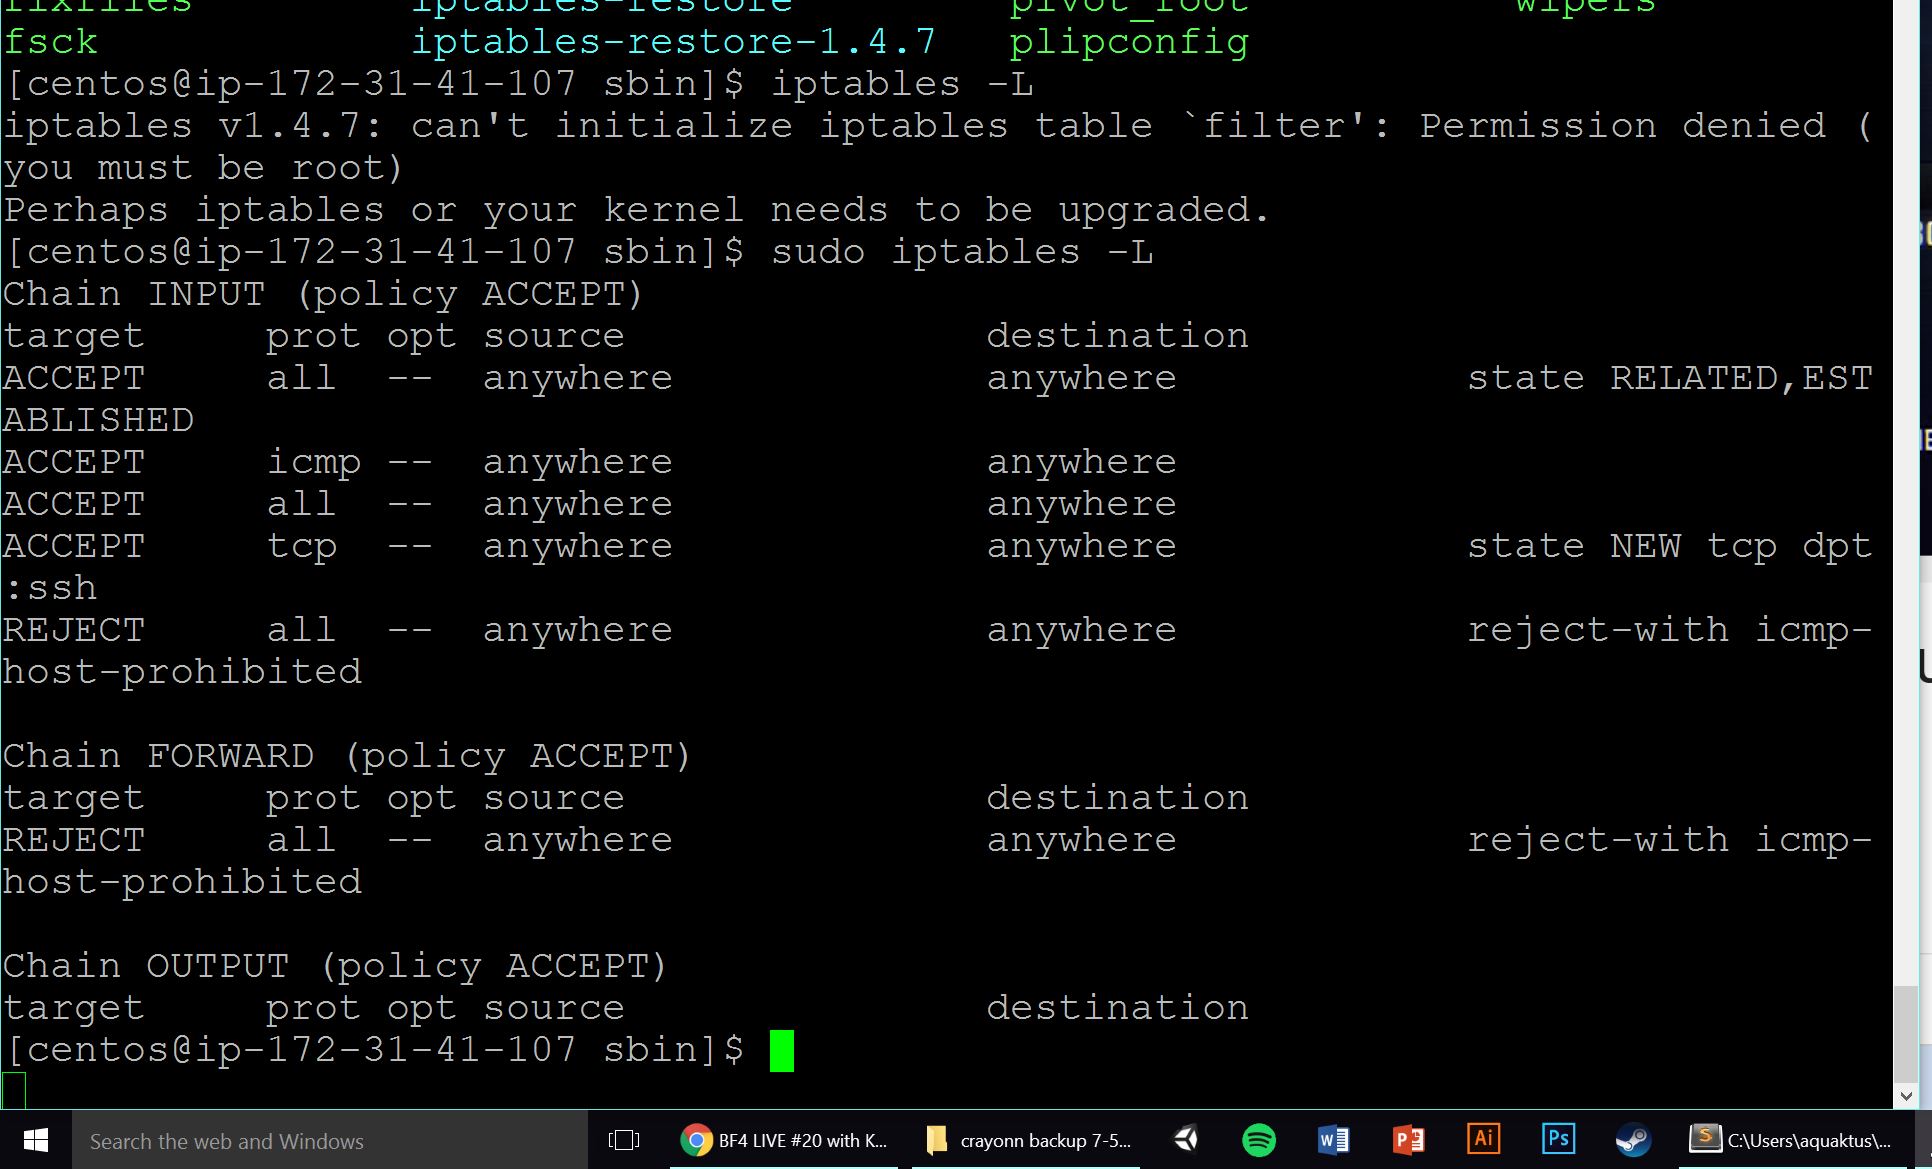 fixfiles iptables-restore pivot_root wipefs
fsck iptables-restore-1.4.7 plipconfig
[centos@ip-172-31-41-107 sbin]$ iptables -L
iptables v1.4.7: can't initialize iptables table `filter': Permission denied (
you must be root)
Perhaps iptables or your kernel needs to be upgraded.
[centos@ip-172-31-41-107 sbin]$ sudo iptables -L
Chain INPUT (policy ACCEPT)
target prot opt source destination
ACCEPT all -- anywhere anywhere state RELATED,EST
ABLISHED
ACCEPT icmp -- anywhere anywhere
ACCEPT all -- anywhere anywhere
ACCEPT tcp -- anywhere anywhere state NEW tcp dpt
:ssh
REJECT all -- anywhere anywhere reject-with icmp-
host-prohibited
Chain FORWARD (policy ACCEPT)
target prot opt source destination
REJECT all -- anywhere anywhere reject-with icmp-
host-prohibited
Chain OUTPUT (policy ACCEPT)
target prot opt source destination
[centos@ip-172-31-41-107 sbin]$
Search the web and Windows
BF4 LIVE #20 with K...
crayonn backup 7-5...
Ai
Ps
C:\Users\aquaktus\...